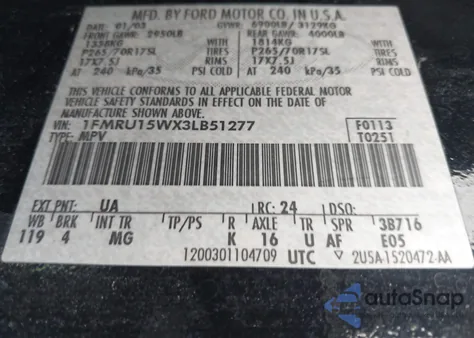 MFD. BY FORD MOTOR CO. IN U.S.A.
DATE: 01/03 GVWR: 6900LB/ 3129KG
FRONT GAWR: 2950LB REAR GAWR: 4000LB
1338KG 1814KG
P265/70R17SL TIRES P265/70R17SL TIRES
17X7.5J RIMS 17X7.5J RIMS
AT 240 kPa/35 PSI COLD AT 240 kPa/35 PSI COLD
THIS VEHICLE CONFORMS TO ALL APPLICABLE FEDERAL MOTOR
VEHICLE SAFETY STANDARDS IN EFFECT ON THE DATE OF
MANUFACTURE SHOWN ABOVE.
VIN: 1FMRU15WX3LB51277 F0113
TYPE: MPV T0251
EXT PNT: UA RC: 24 DSO:
WB BRK INT TR TP/PS R AXLE TR SPR 3B716
119 4 MG K 16 U AF E05
1200301104709 UTC ▽ 2U5A-1520472-AA
autoSnap